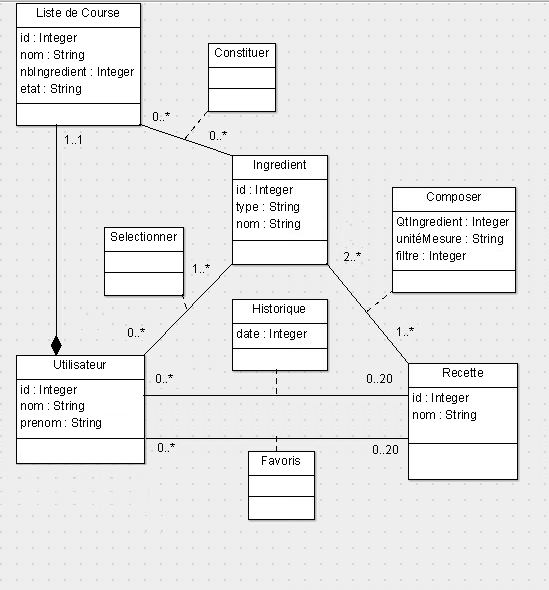 Liste de Course
id : Integer
nom : String
nbIngredient : Integer
etat : String
Constituer
0..*
0..*
1..1
Ingredient
id : Integer
type : String
nom : String
Composer
QtIngredient : Integer
unitéMesure : String
filtre : Integer
Selectionner
1..*
2..*
0..*
1..*
Historique
date : Integer
Utilisateur
id : Integer
nom : String
prenom : String
0..*
0..20
Recette
id : Integer
nom : String
0..*
0..20
Favoris